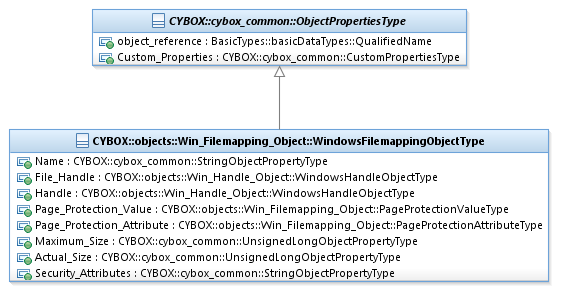 CYBOX::cybox_common::ObjectPropertiesType
object_reference : BasicTypes::basicDataTypes::QualifiedName
Custom_Properties : CYBOX::cybox_common::CustomPropertiesType
CYBOX::objects::Win_Filemapping_Object::WindowsFilemappingObjectType
Name : CYBOX::cybox_common::StringObjectPropertyType
File_Handle : CYBOX::objects::Win_Handle_Object::WindowsHandleObjectType
Handle : CYBOX::objects::Win_Handle_Object::WindowsHandleObjectType
Page_Protection_Value : CYBOX::objects::Win_Filemapping_Object::PageProtectionValueType
Page_Protection_Attribute : CYBOX::objects::Win_Filemapping_Object::PageProtectionAttributeType
Maximum_Size : CYBOX::cybox_common::UnsignedLongObjectPropertyType
Actual_Size : CYBOX::cybox_common::UnsignedLongObjectPropertyType
Security_Attributes : CYBOX::cybox_common::StringObjectPropertyType